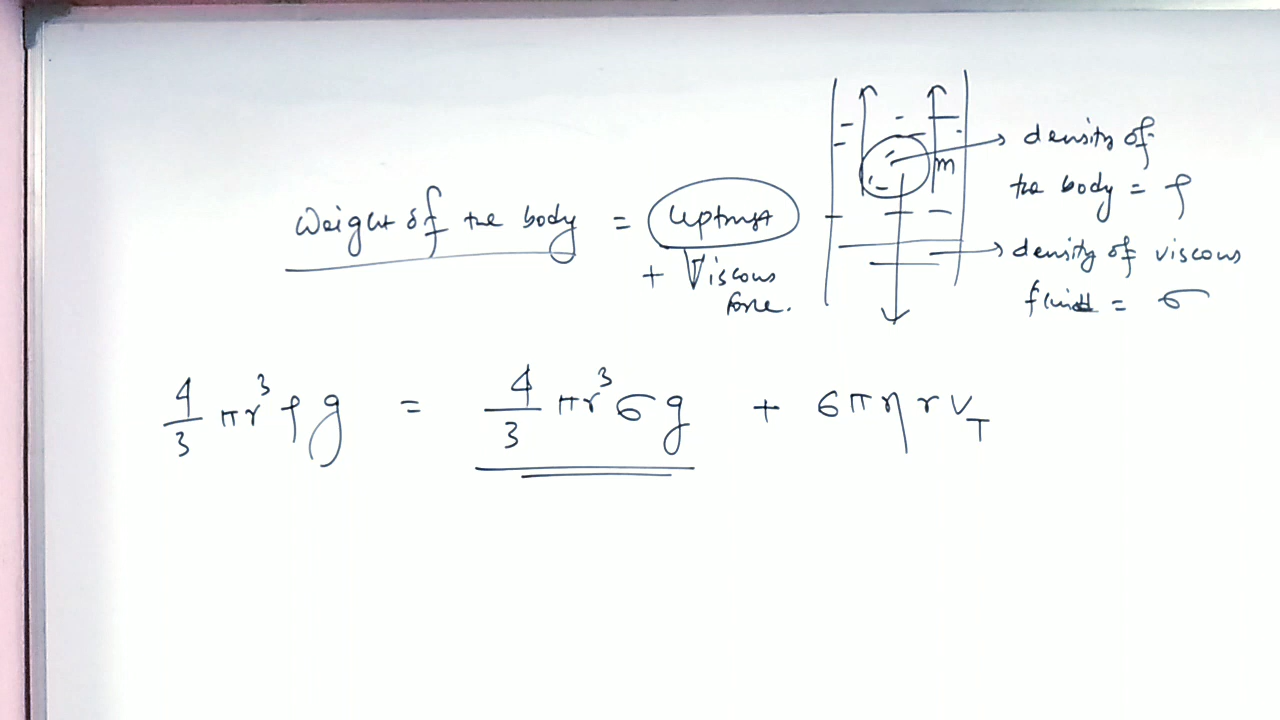 density of
the body = ρ
m
Weight of the body = Upthrust
+ Viscous
force.
density of viscous
fluid = σ
4/3 πr³ρg = 4/3 πr³σg + 6πηrv_T